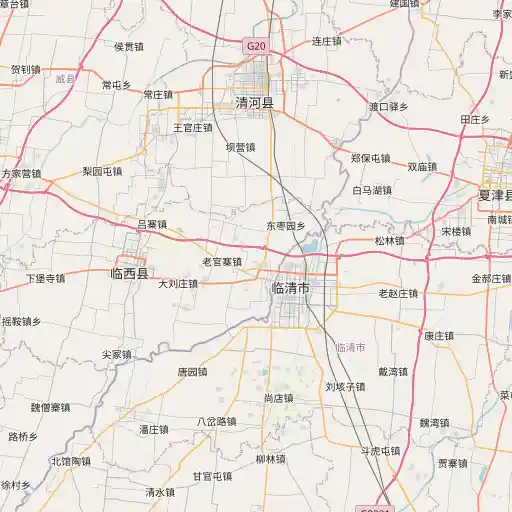 章台镇
建国镇
李家
侯贯镇
连庄镇
G20
贺钊镇
威县
常屯乡
常庄镇
清河县
渡口驿乡
新盛
田庄乡
王官庄镇
坝营镇
郑保屯镇
双庙镇
方家营镇
梨园屯镇
白马湖镇
夏津县
吕寨镇
东枣园乡
南城镇
宋楼镇
松林镇
老官寨镇
临西县
下堡寺镇
大刘庄镇
临清市
老赵庄镇
金郝庄镇
摇鞍镇乡
康庄镇
尖冢镇
临清市
唐园镇
戴湾镇
刘垓子镇
尚店镇
魏僧寨镇
八岔路镇
潘庄镇
魏湾镇
路桥乡
斗虎屯镇
北馆陶镇
柳林镇
贾寨镇
甘官屯镇
徐村乡
清水镇